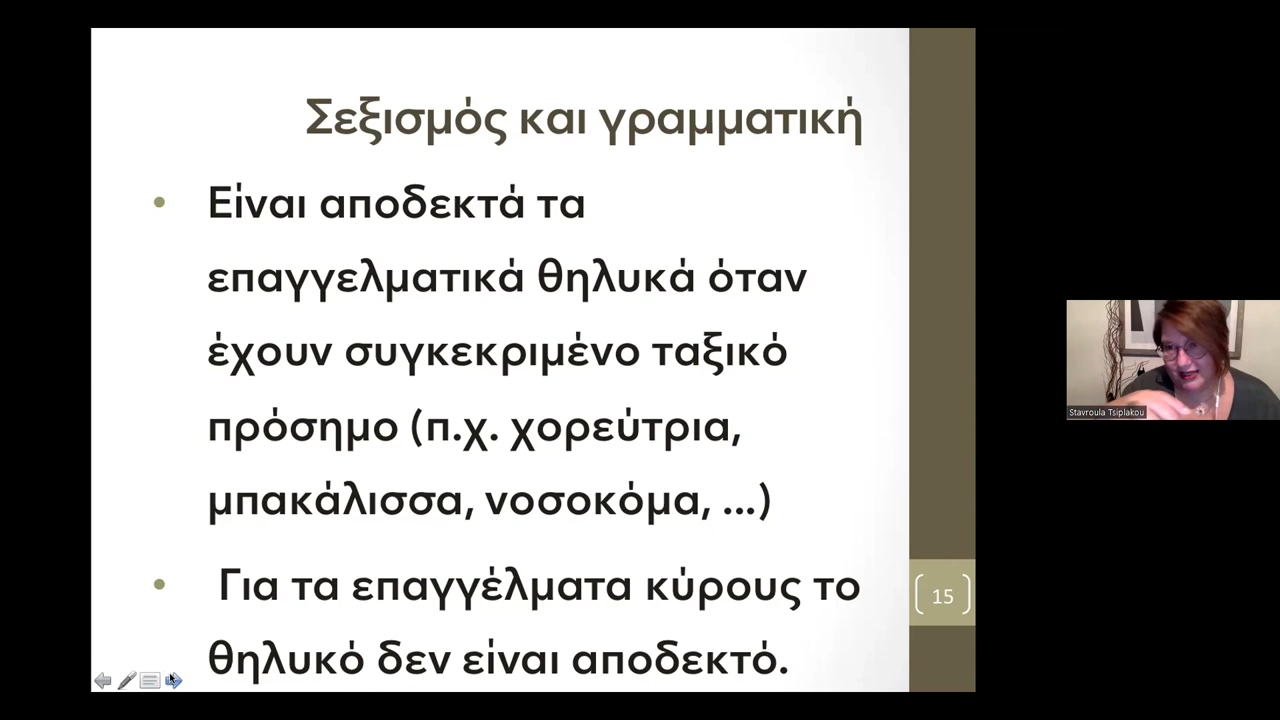 Σεξισμός και γραμματική
• Είναι αποδεκτά τα
επαγγελματικά θηλυκά όταν
έχουν συγκεκριμένο ταξικό
πρόσημο (π.χ. χορεύτρια,
μπακάλισσα, νοσοκόμα, ...)
• Για τα επαγγέλματα κύρους το
θηλυκό δεν είναι αποδεκτό.
15
Stavroula Tsiplakou